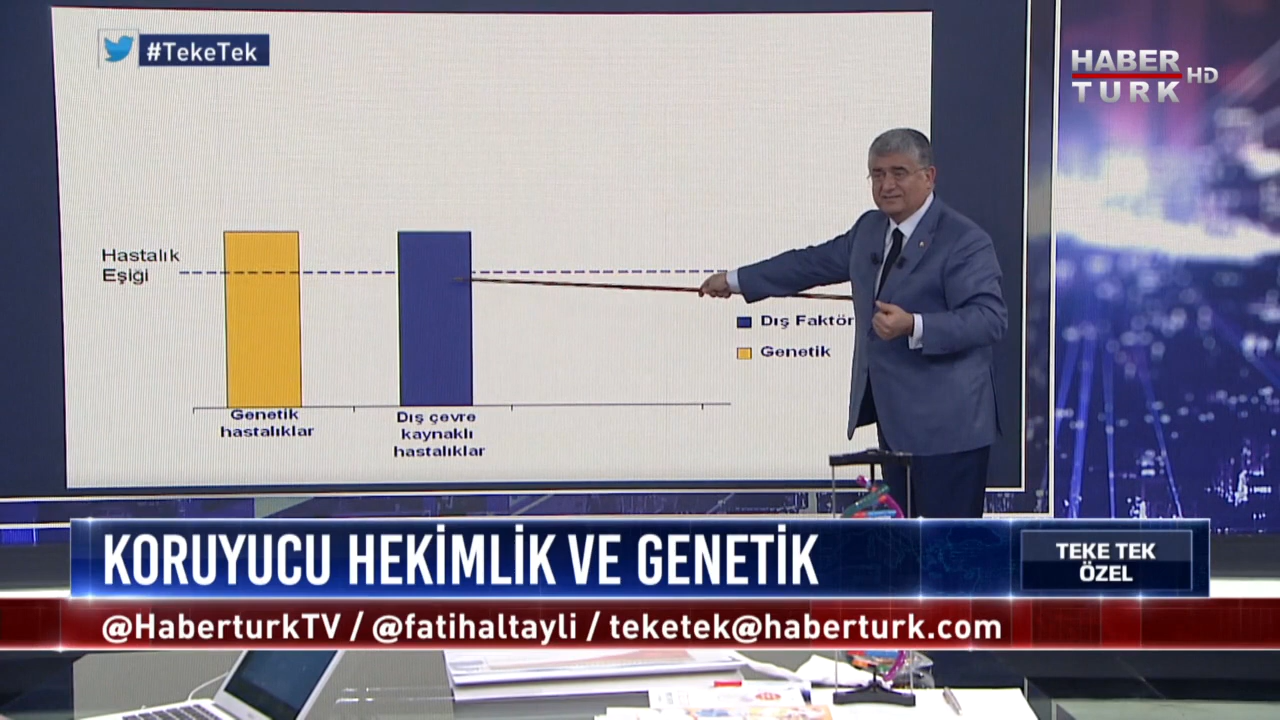 #TekeTek
HABER
TURK HD
Hastalık
Eşiği
Dış Faktör
Genetik
Genetik
hastalıklar
Dış çevre
kaynaklı
hastalıklar
KORUYUCU HEKİMLİK VE GENETİK
TEKE TEK
ÖZEL
@HaberturkTV / @fatihaltayli / teketek@haberturk.com